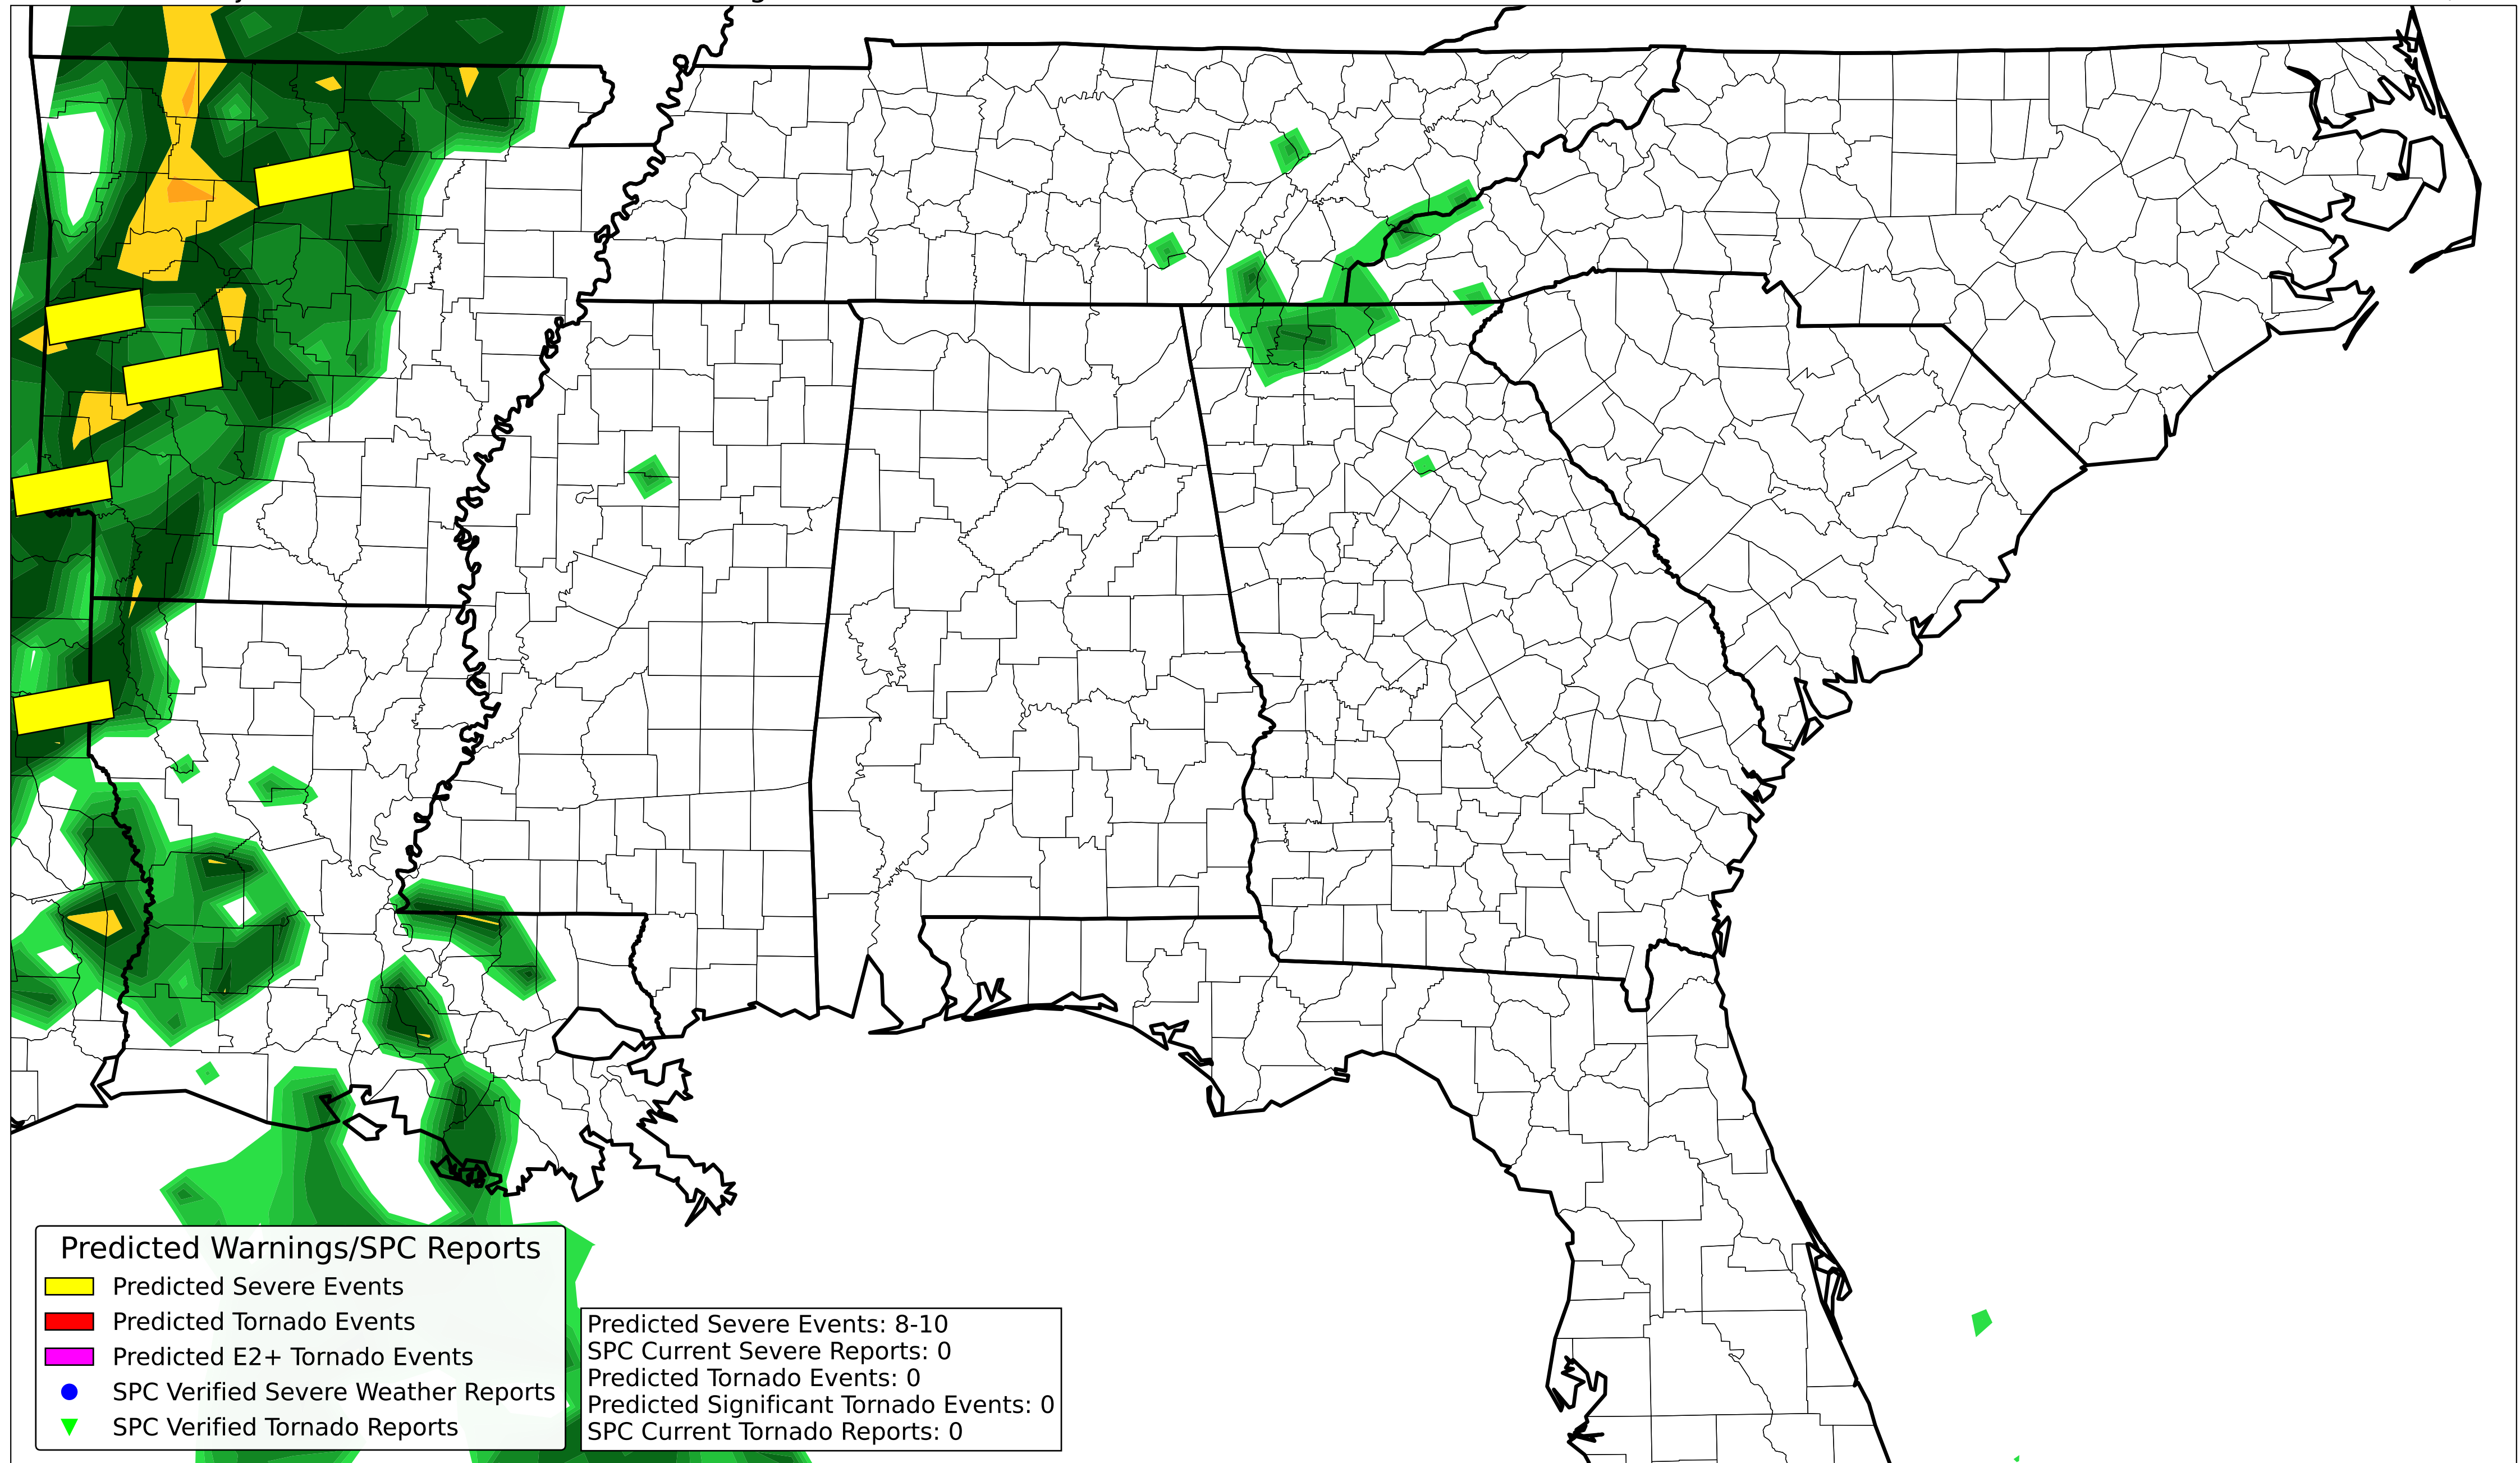 Predicted Warnings/SPC Reports
Predicted Severe Events
Predicted Tornado Events
Predicted E2+ Tornado Events
SPC Verified Severe Weather Reports
SPC Verified Tornado Reports
Predicted Severe Events: 8-10
SPC Current Severe Reports: 0
Predicted Tornado Events: 0
Predicted Significant Tornado Events: 0
SPC Current Tornado Reports: 0